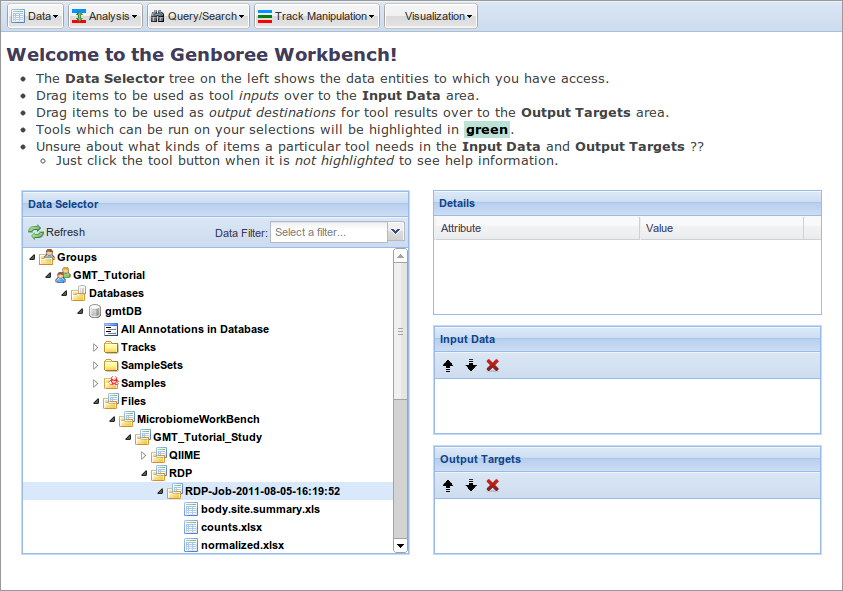 Data Analysis Query/Search Track Manipulation Visualization
Welcome to the Genboree Workbench!
The Data Selector tree on the left shows the data entities to which you have access.
Drag items to be used as tool inputs over to the Input Data area.
Drag items to be used as output destinations for tool results over to the Output Targets area.
Tools which can be run on your selections will be highlighted in green.
Unsure about what kinds of items a particular tool needs in the Input Data and Output Targets ??
Just click the tool button when it is not highlighted to see help information.
Data Selector
Refresh Data Filter: Select a filter...
Groups
GMT_Tutorial
Databases
gmtDB
All Annotations in Database
Tracks
SampleSets
Samples
Files
MicrobiomeWorkBench
GMT_Tutorial_Study
QIIME
RDP
RDP-Job-2011-08-05-16:19:52
body.site.summary.xls
counts.xlsx
normalized.xlsx
Details
Attribute Value
Input Data
Output Targets